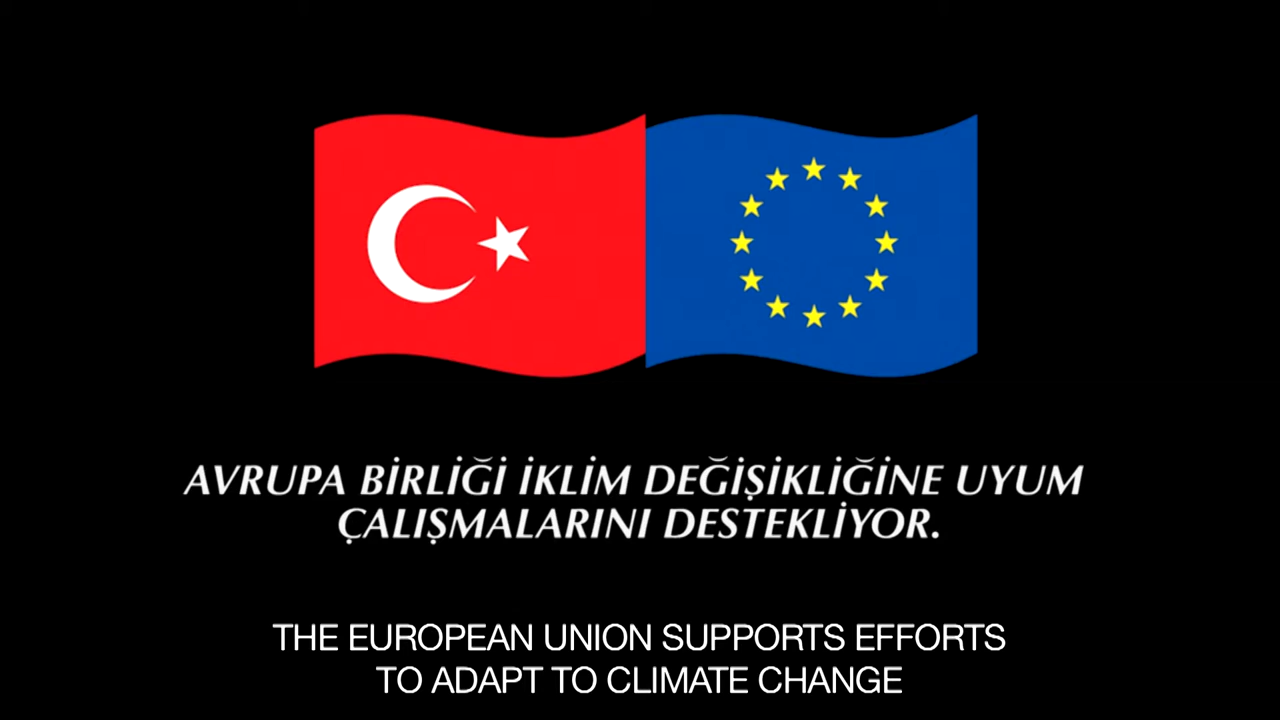 AVRUPA BİRLİĞİ İKLİM DEĞİŞİKLİĞİNE UYUM
ÇALIŞMALARINI DESTEKLİYOR.
THE EUROPEAN UNION SUPPORTS EFFORTS
TO ADAPT TO CLIMATE CHANGE